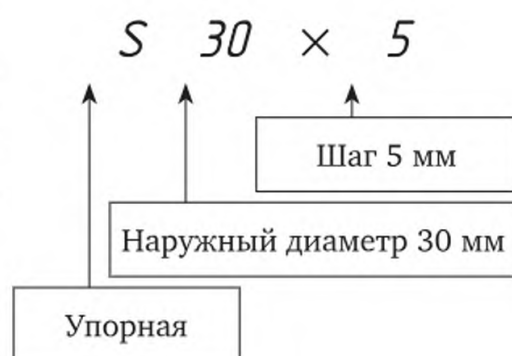 S 30 × 5
Шаг 5 мм
Наружный диаметр 30 мм
Упорная